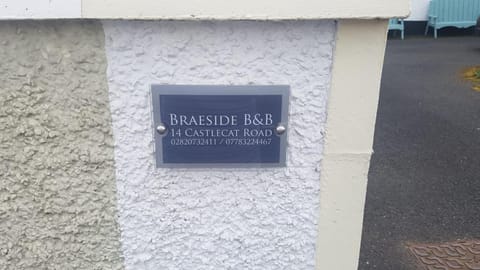 BRAESIDE B&B
14 CASTLECAT ROAD
02820732411 / 07783224467